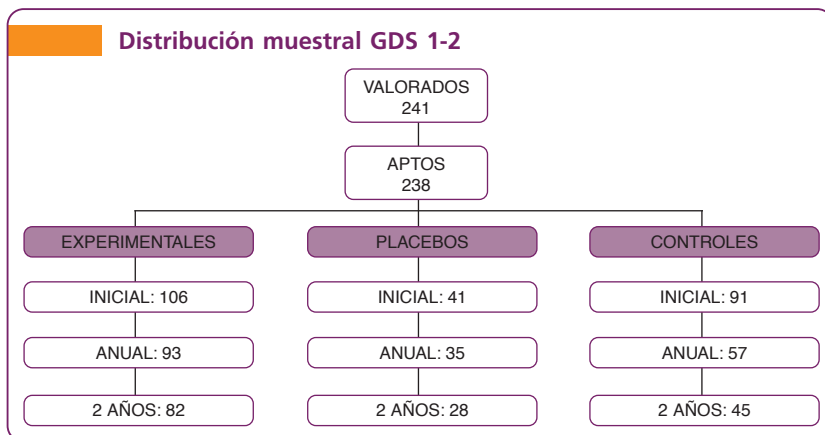 Distribución muestral GDS 1-2
VALORADOS
241
APTOS
238
EXPERIMENTALES
PLACEBOS
CONTROLES
INICIAL: 106
INICIAL: 41
INICIAL: 91
ANUAL: 93
ANUAL: 35
ANUAL: 57
2 AÑOS: 82
2 AÑOS: 28
2 AÑOS: 45